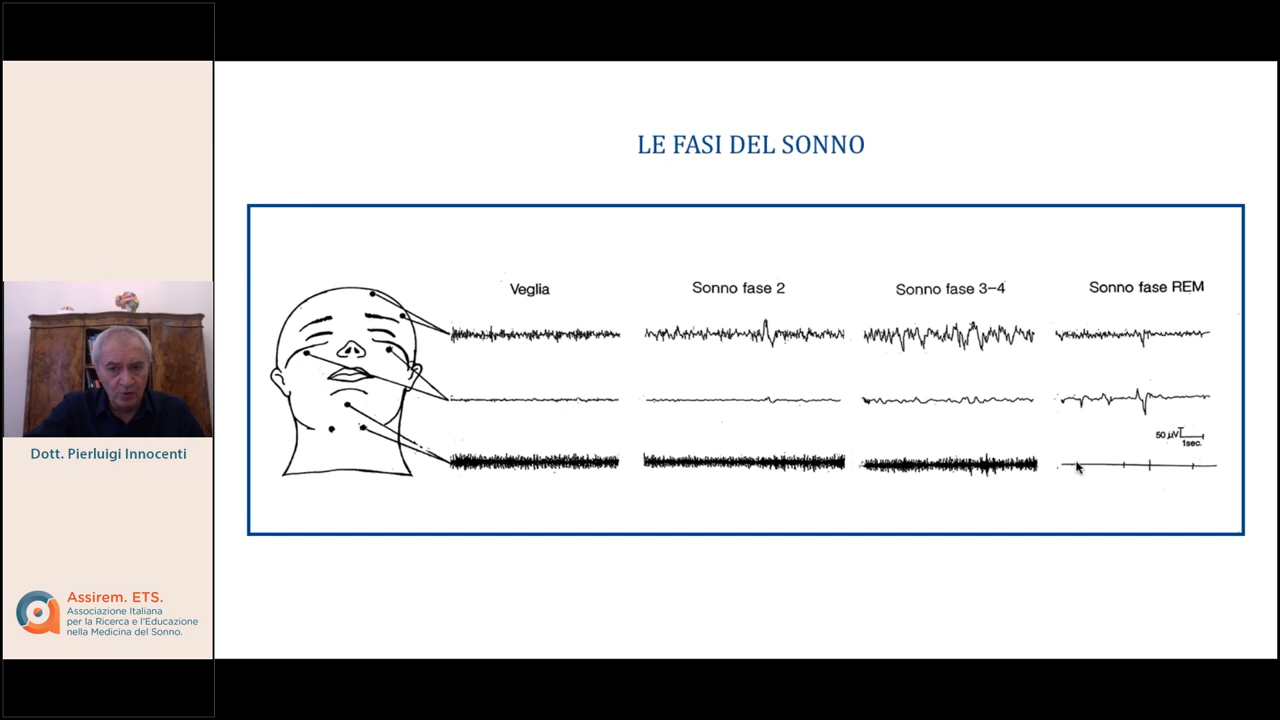 LE FASI DEL SONNO
Veglia
Sonno fase 2
Sonno fase 3–4
Sonno fase REM
50 µV
1sec.
Dott. Pierluigi Innocenti
Assirem. ETS.
Associazione Italiana
per la Ricerca e l'Educazione
nella Medicina del Sonno.